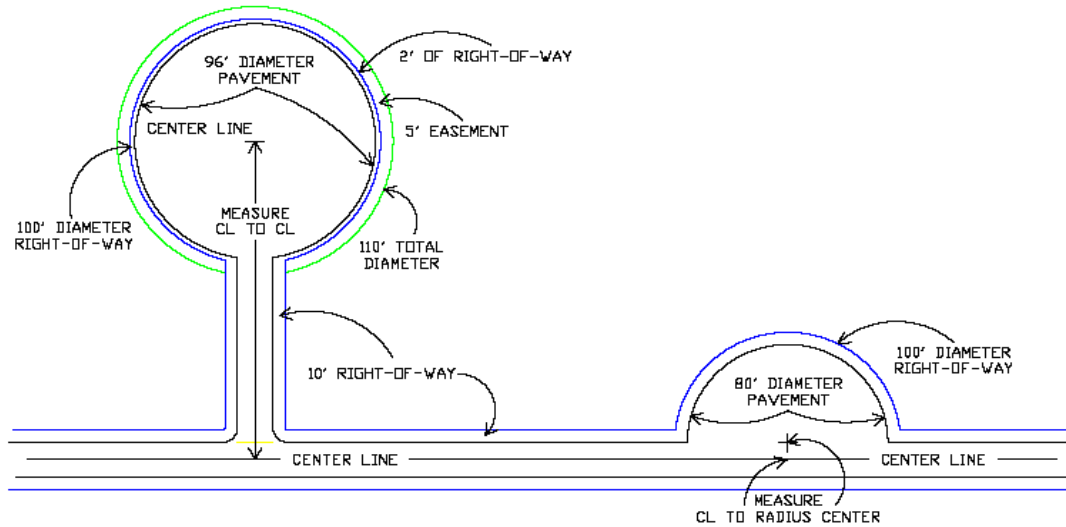 96' DIAMETER
PAVEMENT
2' OF RIGHT-OF-WAY
CENTER LINE
5' EASEMENT
MEASURE
CL TO CL
100' DIAMETER
RIGHT-OF-WAY
110' TOTAL
DIAMETER
10' RIGHT-OF-WAY
100' DIAMETER
RIGHT-OF-WAY
80' DIAMETER
PAVEMENT
CENTER LINE
CENTER LINE
MEASURE
CL TO RADIUS CENTER